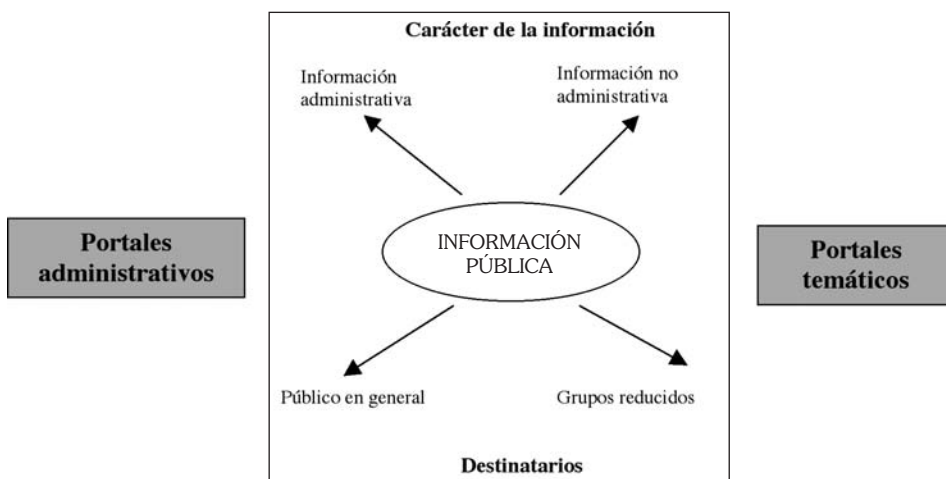 Carácter de la información
Información
administrativa
Información no
administrativa
Portales
administrativos
INFORMACIÓN
PÚBLICA
Portales
temáticos
Público en general
Grupos reducidos
Destinatarios